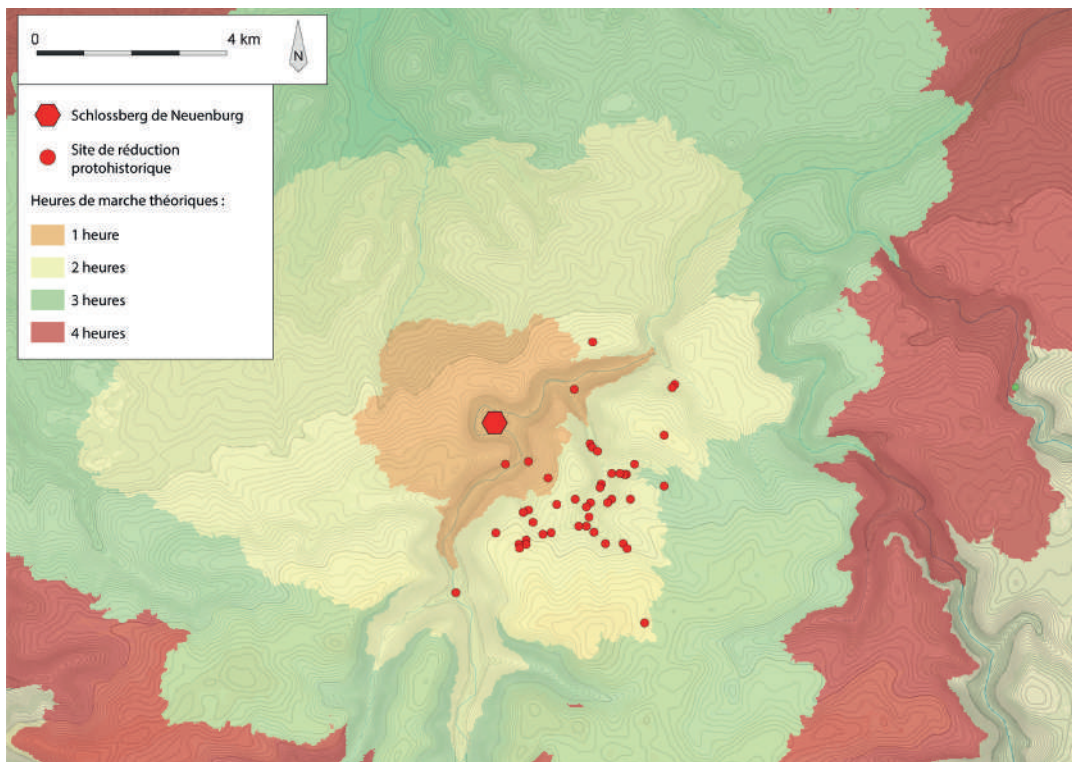 0 4 km
N
Schlossberg de Neuenburg
Site de réduction
protohistorique
Heures de marche théoriques :
1 heure
2 heures
3 heures
4 heures